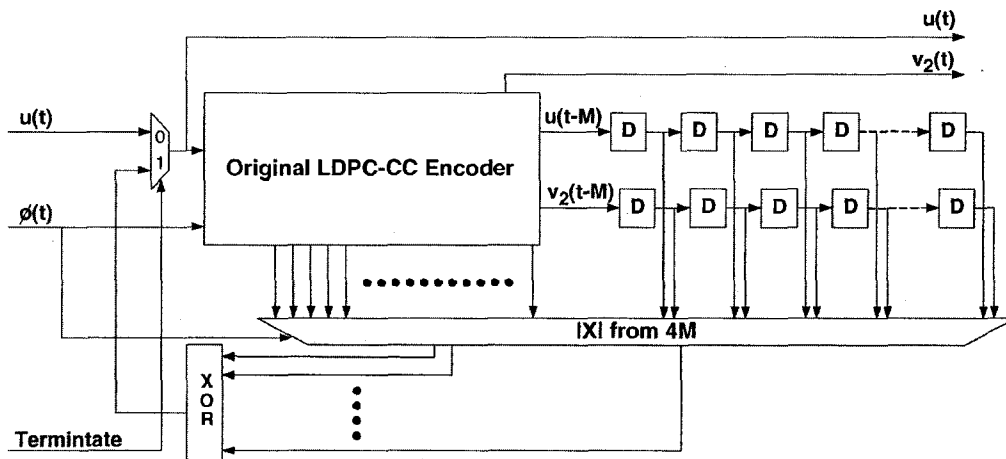 u(t)
v2(t)
u(t)
0
1
Original LDPC-CC Encoder
u(t-M)
D D D D D
v2(t-M)
D D D D D
ø(t)
|X| from 4M
X
O
R
Termintate